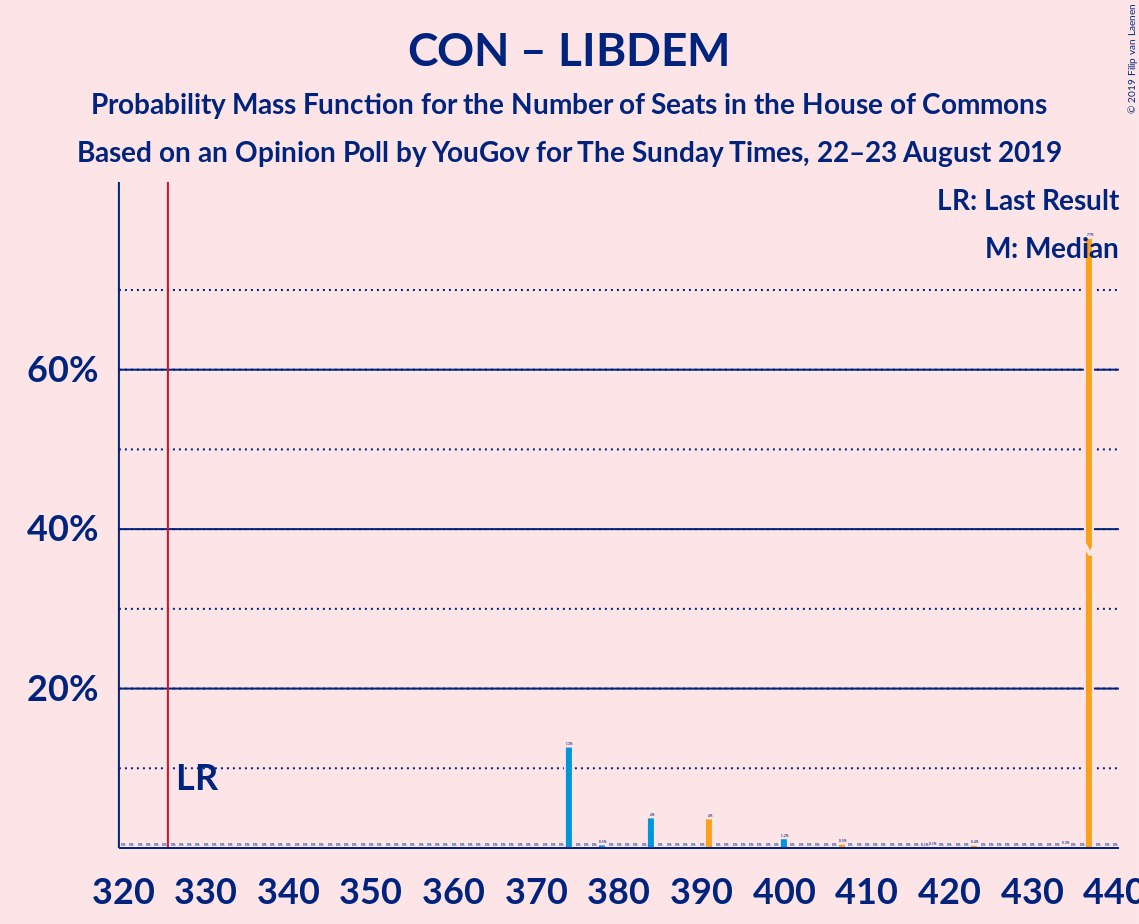 CON – LIBDEM
Probability Mass Function for the Number of Seats in the House of Commons
Based on an Opinion Poll by YouGov for The Sunday Times, 22–23 August 2019
© 2019 Filip van Laenen
LR: Last Result
M: Median
60%
40%
20%
LR
M
320 330 340 350 360 370 380 390 400 410 420 430 440